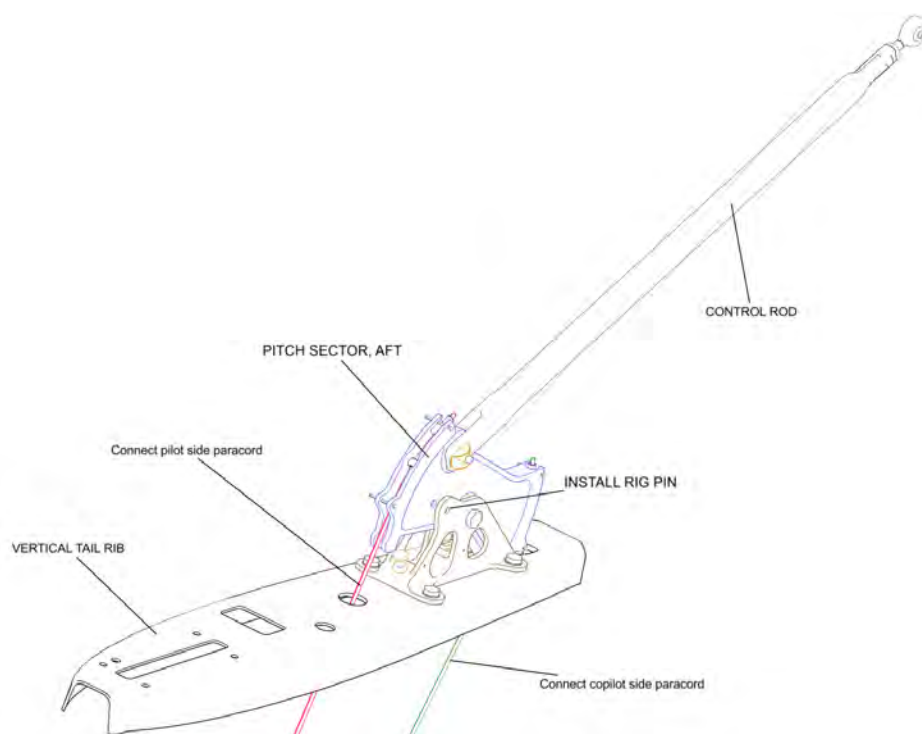 CONTROL ROD
PITCH SECTOR, AFT
Connect pilot side paracord
INSTALL RIG PIN
VERTICAL TAIL RIB
Connect copilot side paracord